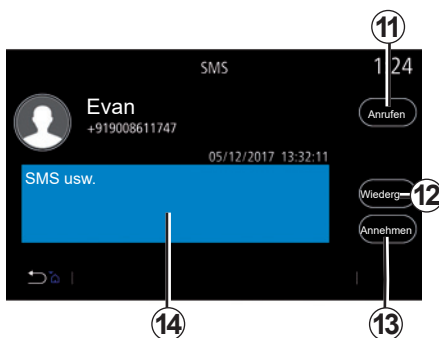 11
SMS
1 24
Evan
+919008611747
Anrufen
05/12/2017 13:32:11
SMS usw.
Wiederg
12
Annehmen
14
13